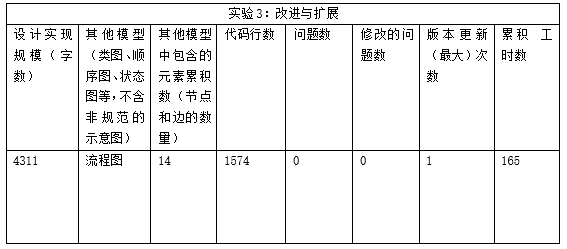 实验 3：改进与扩展
设计实现规模（字数）
其他模型（类图、顺序图、状态图等，不含非规范的示意图）
其他模型中包含的元素累积数（节点和边的数量）
代码行数
问题数
修改的问题数
版本更新（最大）次数
累积工时数
4311
流程图
14
1574
0
0
1
165